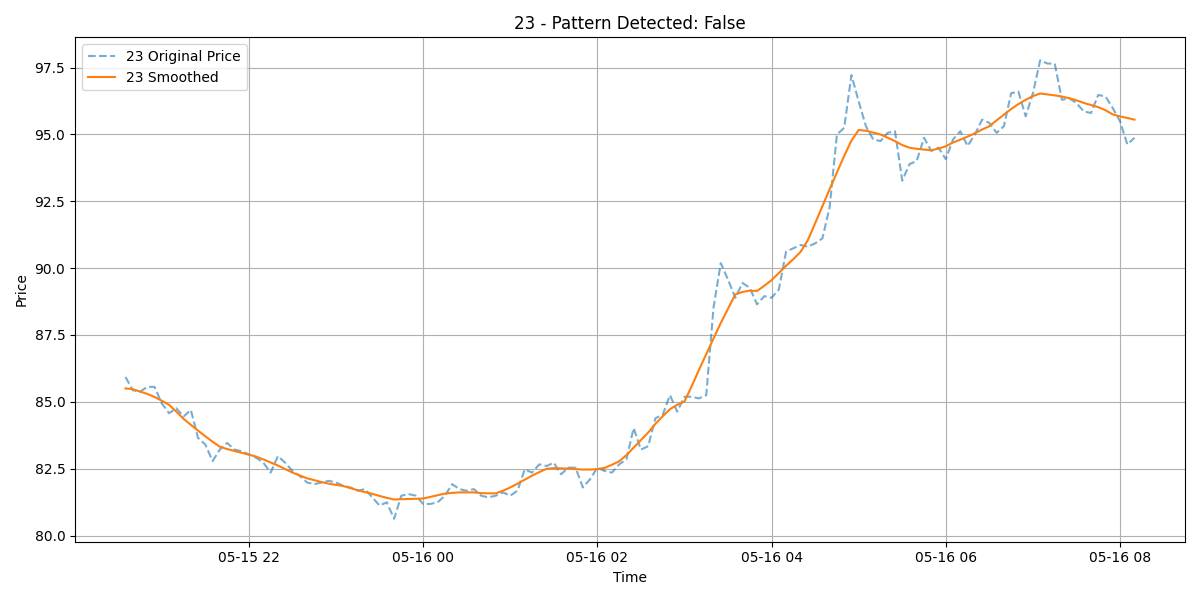 23 - Pattern Detected: False
23 Original Price
23 Smoothed
97.5
95.0
92.5
90.0
87.5
85.0
82.5
80.0
Price
05-15 22
05-16 00
05-16 02
05-16 04
05-16 06
05-16 08
Time